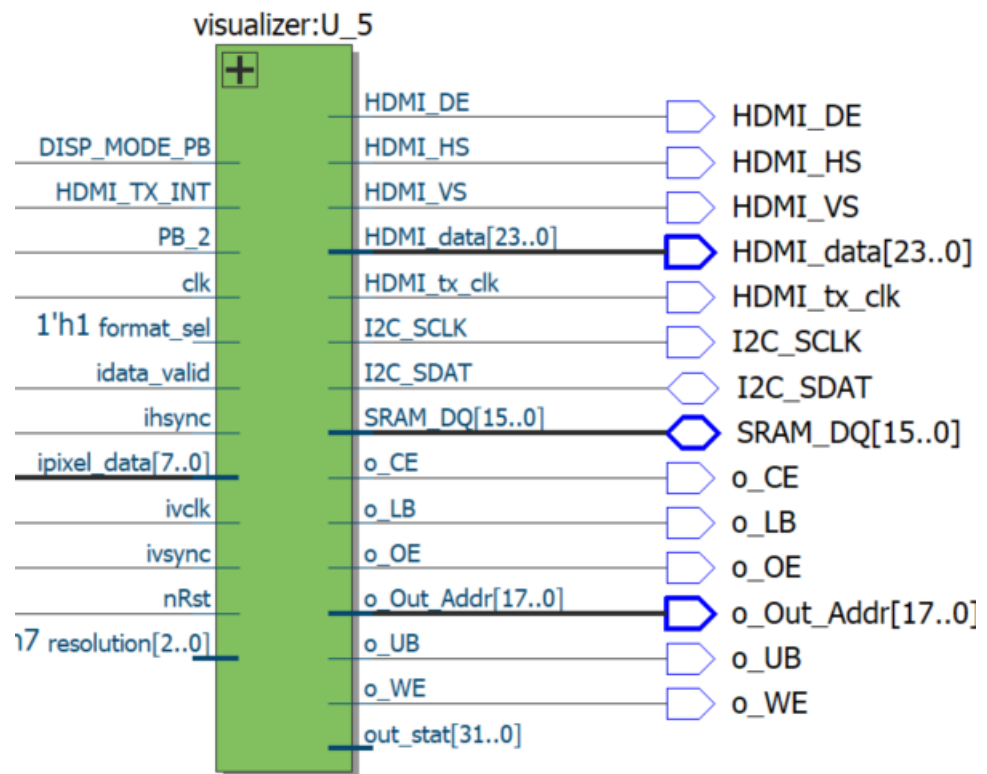 visualizer:U_5
DISP_MODE_PB
HDMI_TX_INT
PB_2
clk
1'h1 format_sel
idata_valid
ihsync
ipixel_data[7..0]
ivclk
ivsync
nRst
h7 resolution[2..0]
HDMI_DE
HDMI_HS
HDMI_VS
HDMI_data[23..0]
HDMI_tx_clk
I2C_SCLK
I2C_SDAT
SRAM_DQ[15..0]
o_CE
o_LB
o_OE
o_Out_Addr[17..0]
o_UB
o_WE
out_stat[31..0]
HDMI_DE
HDMI_HS
HDMI_VS
HDMI_data[23..0]
HDMI_tx_clk
I2C_SCLK
I2C_SDAT
SRAM_DQ[15..0]
o_CE
o_LB
o_OE
o_Out_Addr[17..0]
o_UB
o_WE